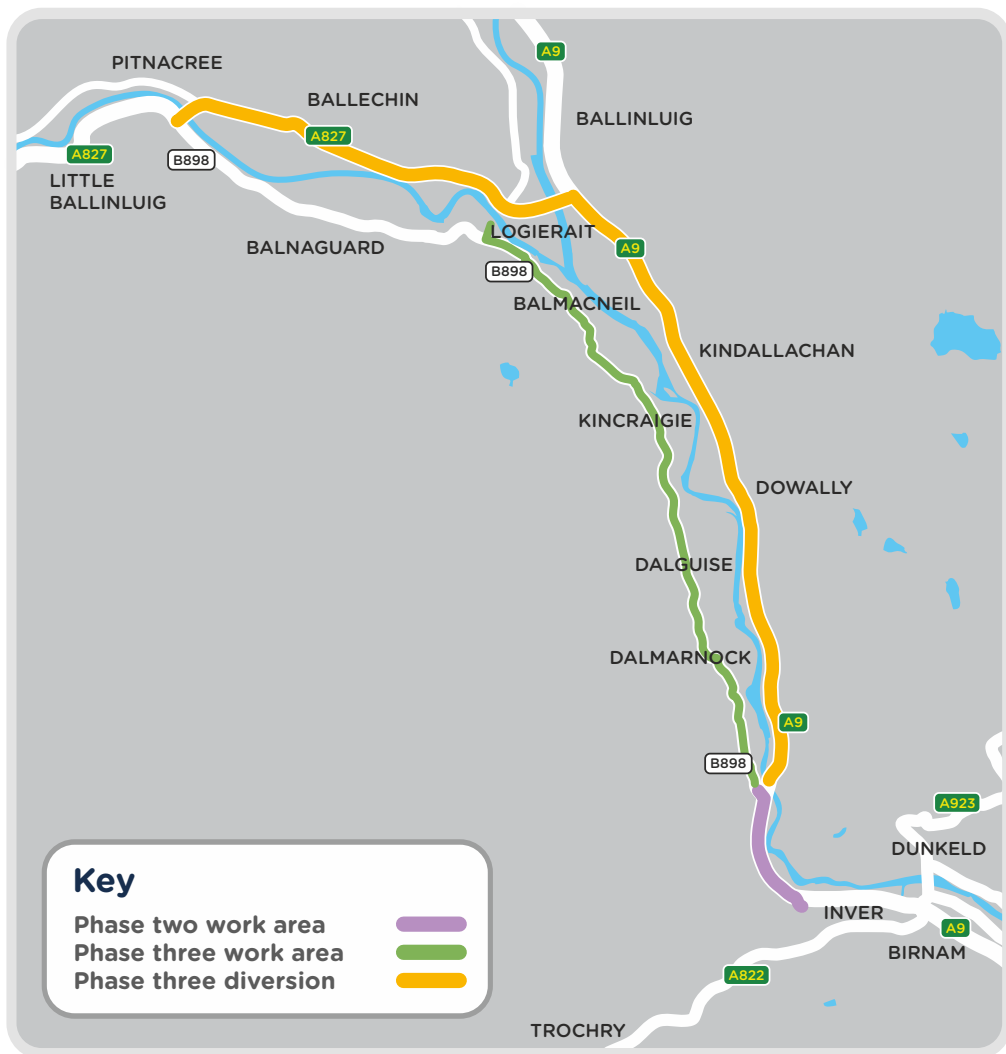 A9
PITNACREE
BALLECHIN
BALLINLUIG
A827
A827
B898
LITTLE
BALLINLUIG
LOGIERAIT
BALNAGUARD
A9
B898
BALMACNEIL
KINDALLACHAN
KINCRAIGIE
DOWALLY
DALGUISE
DALMARNOCK
A9
B898
A923
DUNKELD
INVER
A9
BIRNAM
A822
TROCHRY
Key
Phase two work area
Phase three work area
Phase three diversion